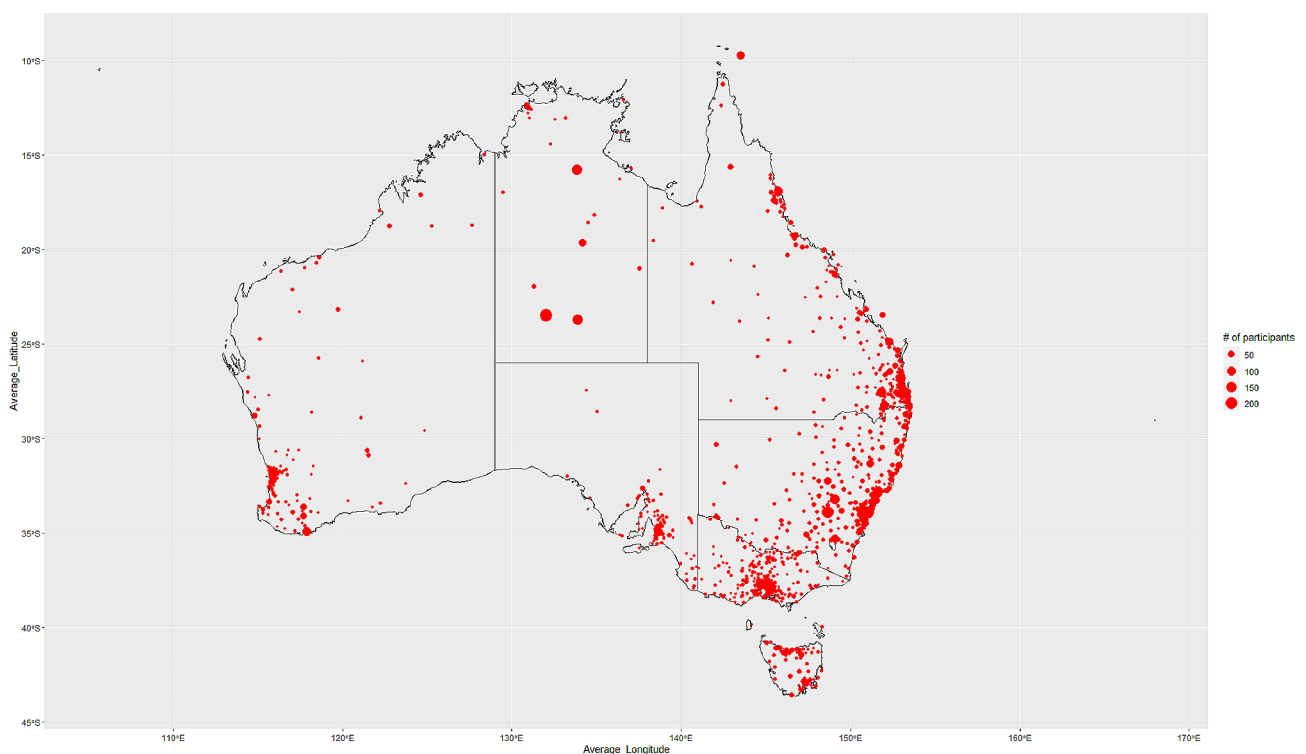 10°S
15°S
20°S
25°S
30°S
35°S
40°S
45°S
Average_Latitude
110°E
120°E
130°E
140°E
150°E
160°E
170°E
Average_Longitude
# of participants
50
100
150
200